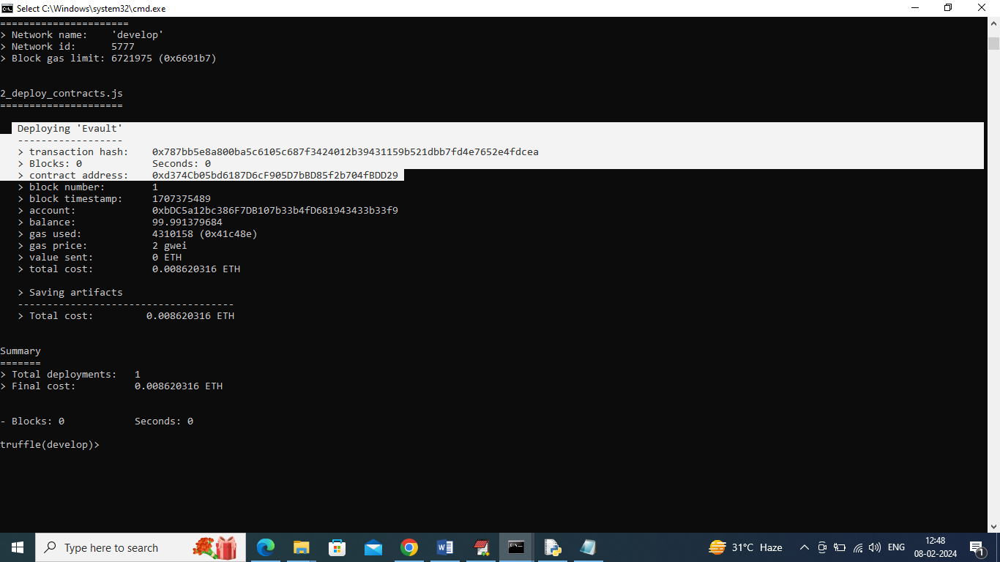 Select C:\Windows\system32\cmd.exe
======================
> Network name:    'develop'
> Network id:      5777
> Block gas limit: 6721975 (0x6691b7)
2_deploy_contracts.js
=====================
Deploying 'Evault'
------------------
> transaction hash:    0x787bb5e8a800ba5c6105c687f3424012b39431159b521dbb7fd4e7652e4fdcea
> Blocks: 0            Seconds: 0
> contract address:    0xd374Cb05bd6187D6cF905D7bBD85f2b704fBDD29
> block number:        1
> block timestamp:     1707375489
> account:             0xbDC5a12bc386F7DB107b33b4fD681943433b33f9
> balance:             99.991379684
> gas used:            4310158 (0x41c48e)
> gas price:           2 gwei
> value sent:          0 ETH
> total cost:          0.008620316 ETH
> Saving artifacts
-------------------------------------
> Total cost:         0.008620316 ETH
Summary
=======
> Total deployments:   1
> Final cost:          0.008620316 ETH
- Blocks: 0            Seconds: 0
truffle(develop)>
Type here to search
31°C Haze
ENG
12:48
08-02-2024
1